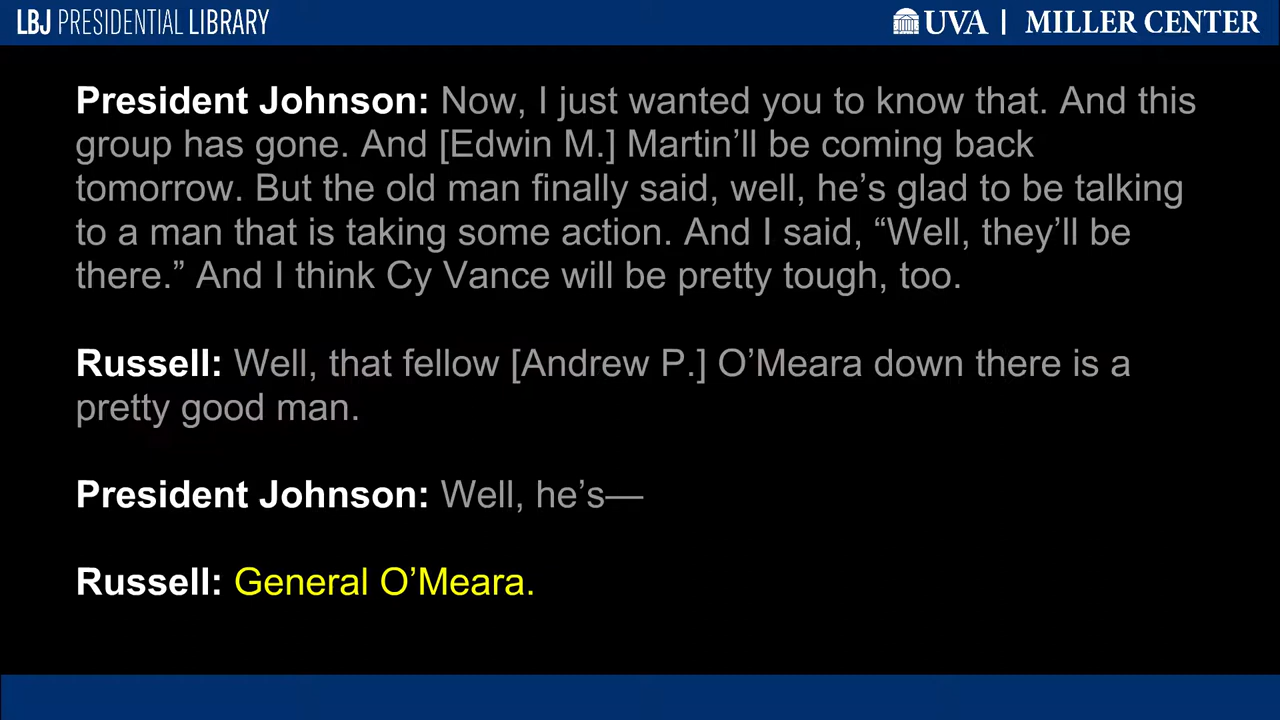 LBJ PRESIDENTIAL LIBRARY
UVA | MILLER CENTER
President Johnson: Now, I just wanted you to know that. And this
group has gone. And [Edwin M.] Martin’ll be coming back
tomorrow. But the old man finally said, well, he’s glad to be talking
to a man that is taking some action. And I said, “Well, they’ll be
there.” And I think Cy Vance will be pretty tough, too.
Russell: Well, that fellow [Andrew P.] O’Meara down there is a
pretty good man.
President Johnson: Well, he’s—
Russell: General O’Meara.